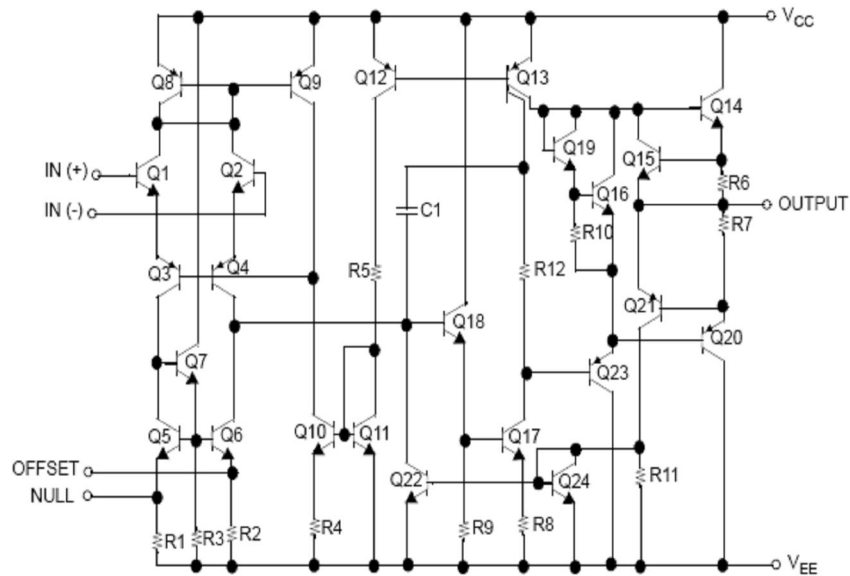 V_CC
Q8
Q9
Q12
Q13
Q14
Q19
Q15
IN (+)
Q1
Q2
Q16
R6
IN (-)
C1
OUTPUT
R10
R7
Q3
Q4
R5
R12
Q21
Q18
Q20
Q7
Q23
Q5
Q6
Q10
Q11
Q17
OFFSET
Q22
Q24
R11
NULL
R1
R3
R2
R4
R9
R8
V_EE